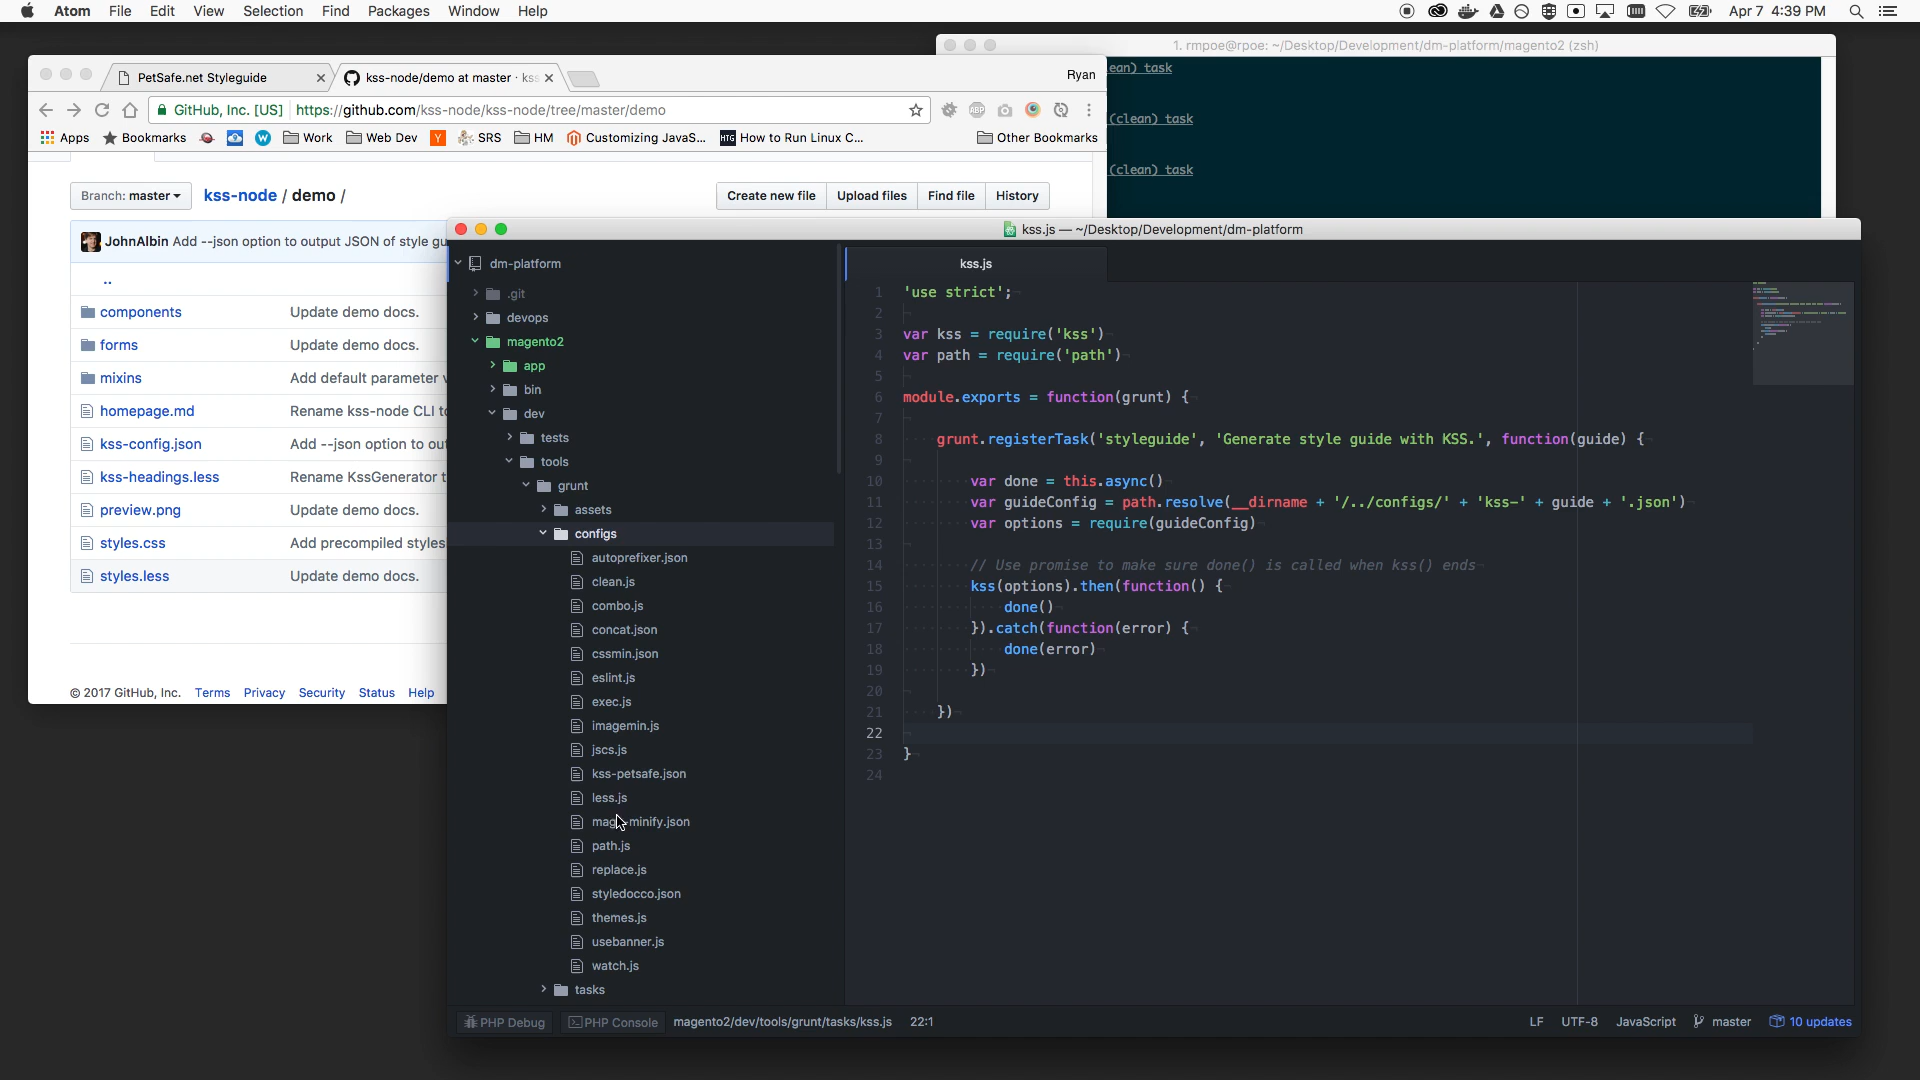 Atom File Edit View Selection Find Packages Window Help Apr 7 4:39 PM
1. rmpoe@rpoe: ~/Desktop/Development/dm-platform/magento2 (zsh)
ean) task
(clean) task
(clean) task
PetSafe.net Styleguide
kss-node/demo at master · kss
Ryan
GitHub, Inc. [US] https://github.com/kss-node/kss-node/tree/master/demo
Apps Bookmarks Work Web Dev SRS HM Customizing JavaS... How to Run Linux C... Other Bookmarks
Branch: master kss-node / demo / Create new file Upload files Find file History
JohnAlbin Add --json option to output JSON of style gu
..
components Update demo docs.
forms Update demo docs.
mixins Add default parameter v
homepage.md Rename kss-node CLI to
kss-config.json Add --json option to out
kss-headings.less Rename KssGenerator t
preview.png Update demo docs.
styles.css Add precompiled styles
styles.less Update demo docs.
© 2017 GitHub, Inc. Terms Privacy Security Status Help
kss.js — ~/Desktop/Development/dm-platform
dm-platform
.git
devops
magento2
app
bin
dev
tests
tools
grunt
assets
configs
autoprefixer.json
clean.js
combo.js
concat.json
cssmin.json
eslint.js
exec.js
imagemin.js
jscs.js
kss-petsafe.json
less.js
mage-minify.json
path.js
replace.js
styledocco.json
themes.js
usebanner.js
watch.js
tasks
kss.js
1 'use strict';
2
3 var kss = require('kss')
4 var path = require('path')
5
6 module.exports = function(grunt) {
7
8 grunt.registerTask('styleguide', 'Generate style guide with KSS.', function(guide) {
9
10 var done = this.async()
11 var guideConfig = path.resolve(__dirname + '/../configs/' + 'kss-' + guide + '.json')
12 var options = require(guideConfig)
13
14 // Use promise to make sure done() is called when kss() ends
15 kss(options).then(function() {
16 done()
17 }).catch(function(error) {
18 done(error)
19 })
20
21 })
22
23 }
24
PHP Debug PHP Console magento2/dev/tools/grunt/tasks/kss.js 22:1 LF UTF-8 JavaScript master 10 updates